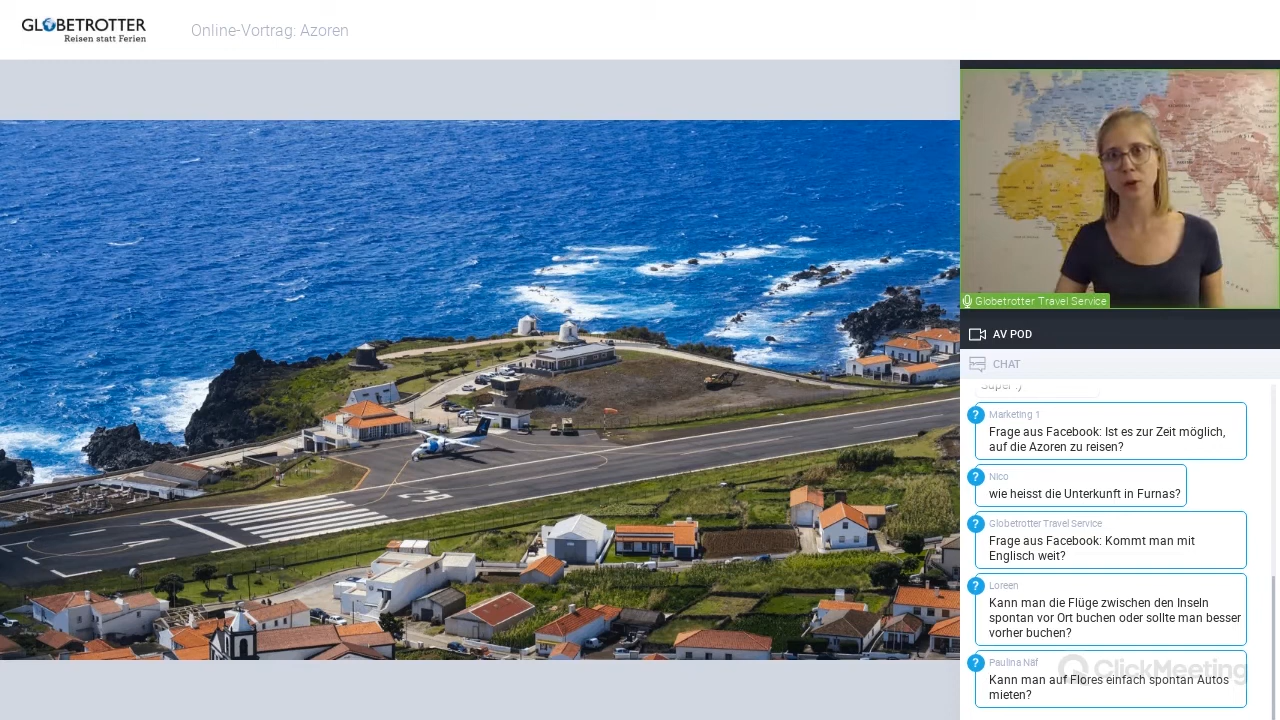 GLOBETROTTER
Reisen statt Ferien
Online-Vortrag: Azoren
29
ASIA
Globetrotter Travel Service
AV POD
CHAT
Super :)
Marketing 1
Frage aus Facebook: Ist es zur Zeit möglich,
auf die Azoren zu reisen?
Nico
wie heisst die Unterkunft in Furnas?
Globetrotter Travel Service
Frage aus Facebook: Kommt man mit
Englisch weit?
Loreen
Kann man die Flüge zwischen den Inseln
spontan vor Ort buchen oder sollte man besser
vorher buchen?
Paulina Näf
Kann man auf Flores einfach spontan Autos
mieten?
ClickMeeting